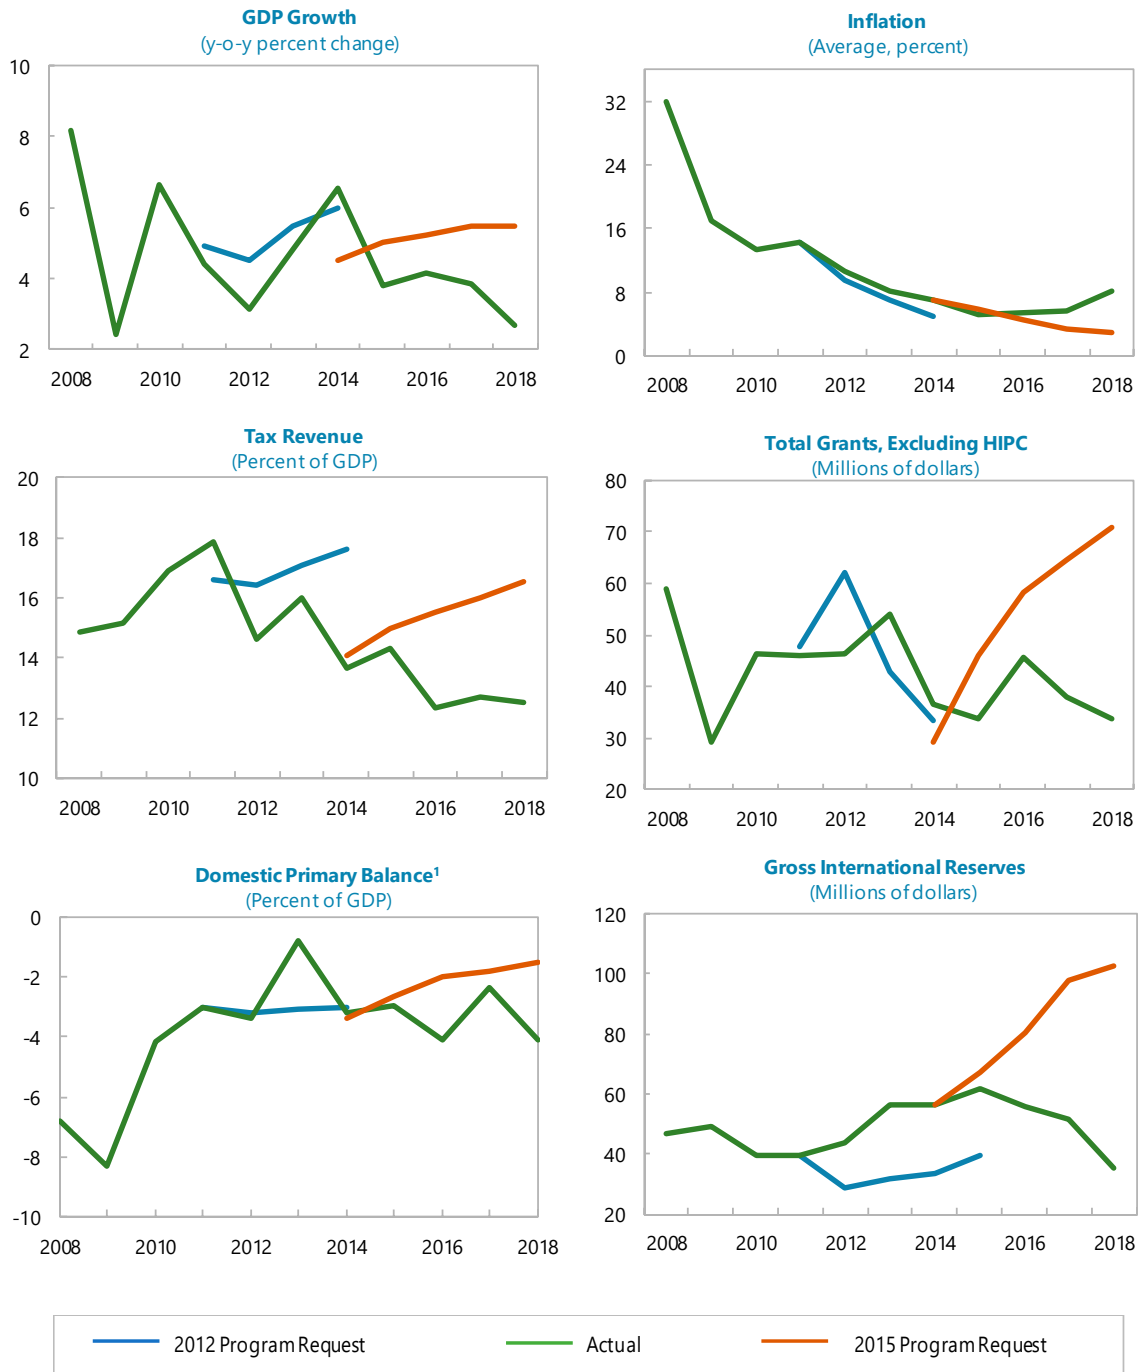 GDP Growth
(y-o-y percent change)
10
8
6
4
2
2008 2010 2012 2014 2016 2018
Inflation
(Average, percent)
32
24
16
8
0
2008 2010 2012 2014 2016 2018
Tax Revenue
(Percent of GDP)
20
18
16
14
12
10
2008 2010 2012 2014 2016 2018
Total Grants, Excluding HIPC
(Millions of dollars)
80
70
60
50
40
30
20
2008 2010 2012 2014 2016 2018
Domestic Primary Balance¹
(Percent of GDP)
0
-2
-4
-6
-8
-10
2008 2010 2012 2014 2016 2018
Gross International Reserves
(Millions of dollars)
120
100
80
60
40
20
2008 2010 2012 2014 2016 2018
2012 Program Request Actual 2015 Program Request